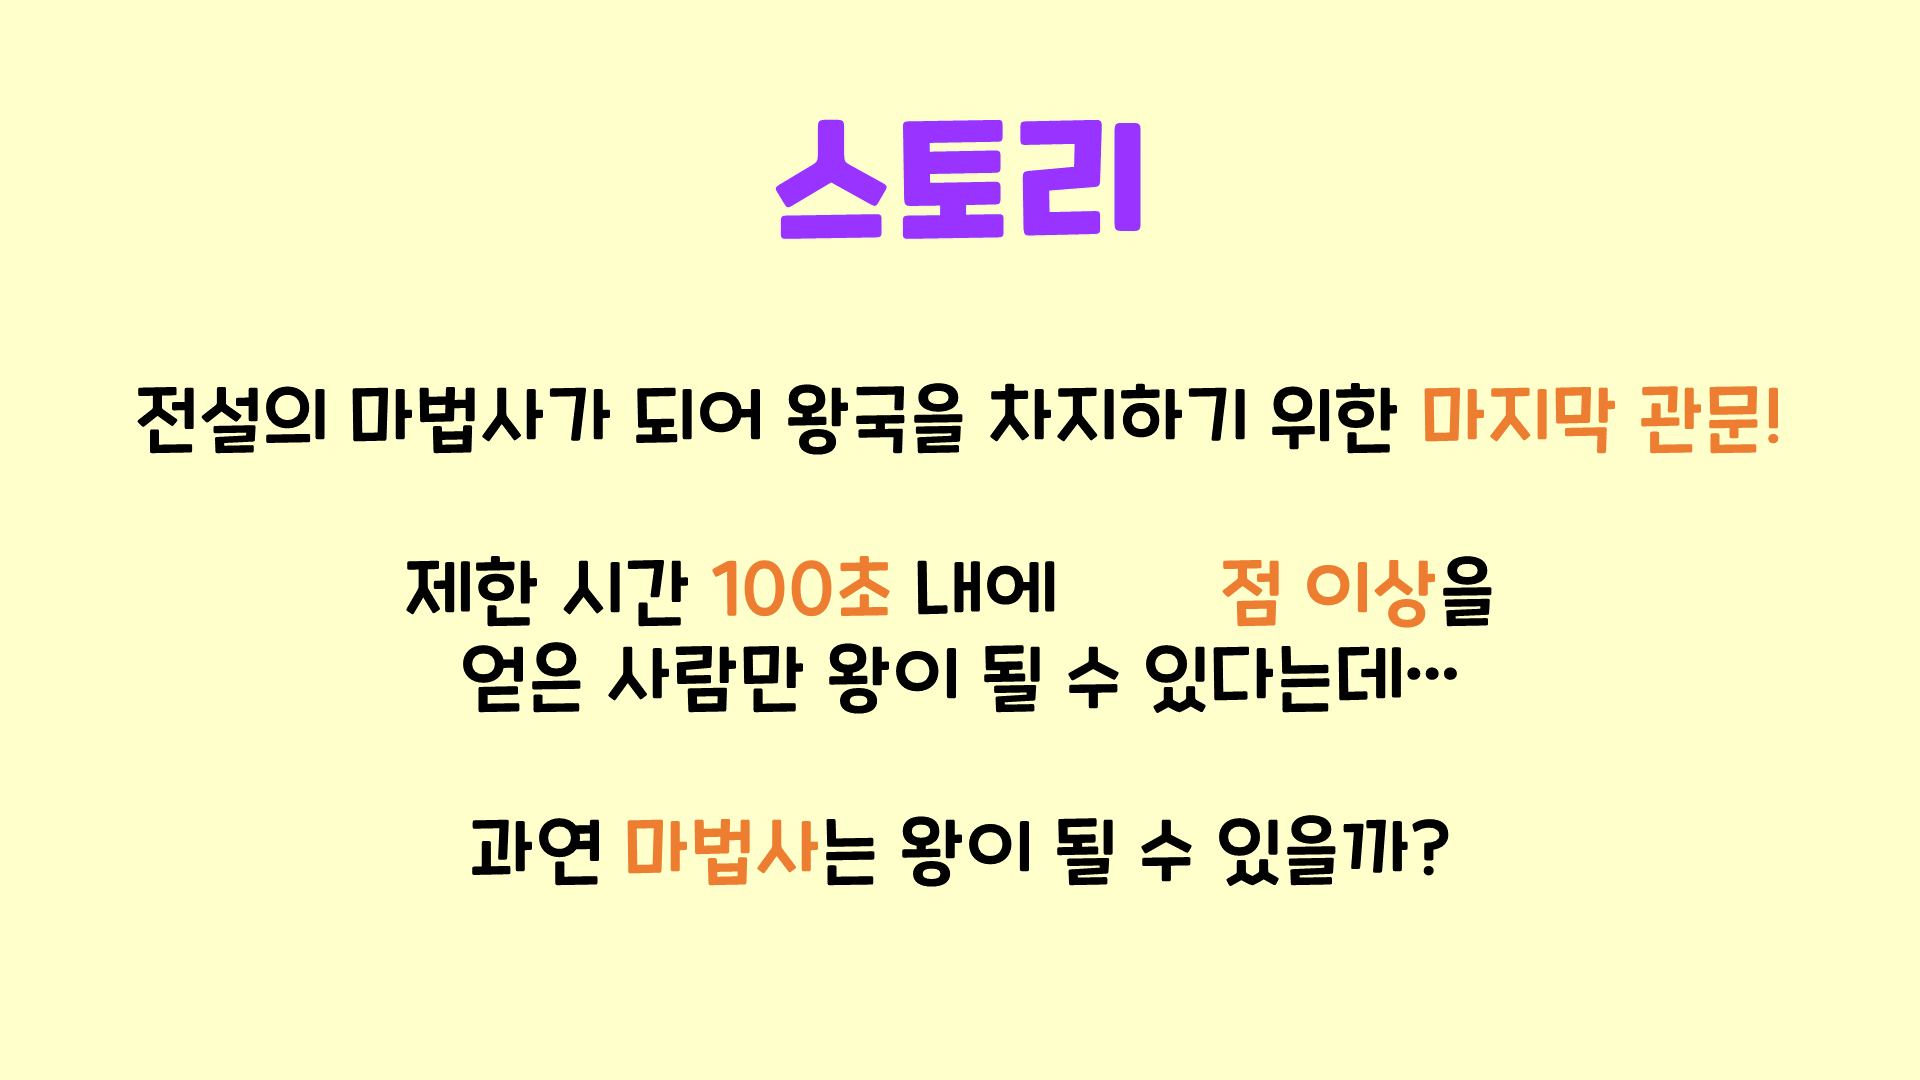 스토리
전설의 마법사가 되어 왕국을 차지하기 위한 마지막 관문!
제한 시간 100초 내에 점 이상을
얻은 사람만 왕이 될 수 있다는데…
과연 마법사는 왕이 될 수 있을까?